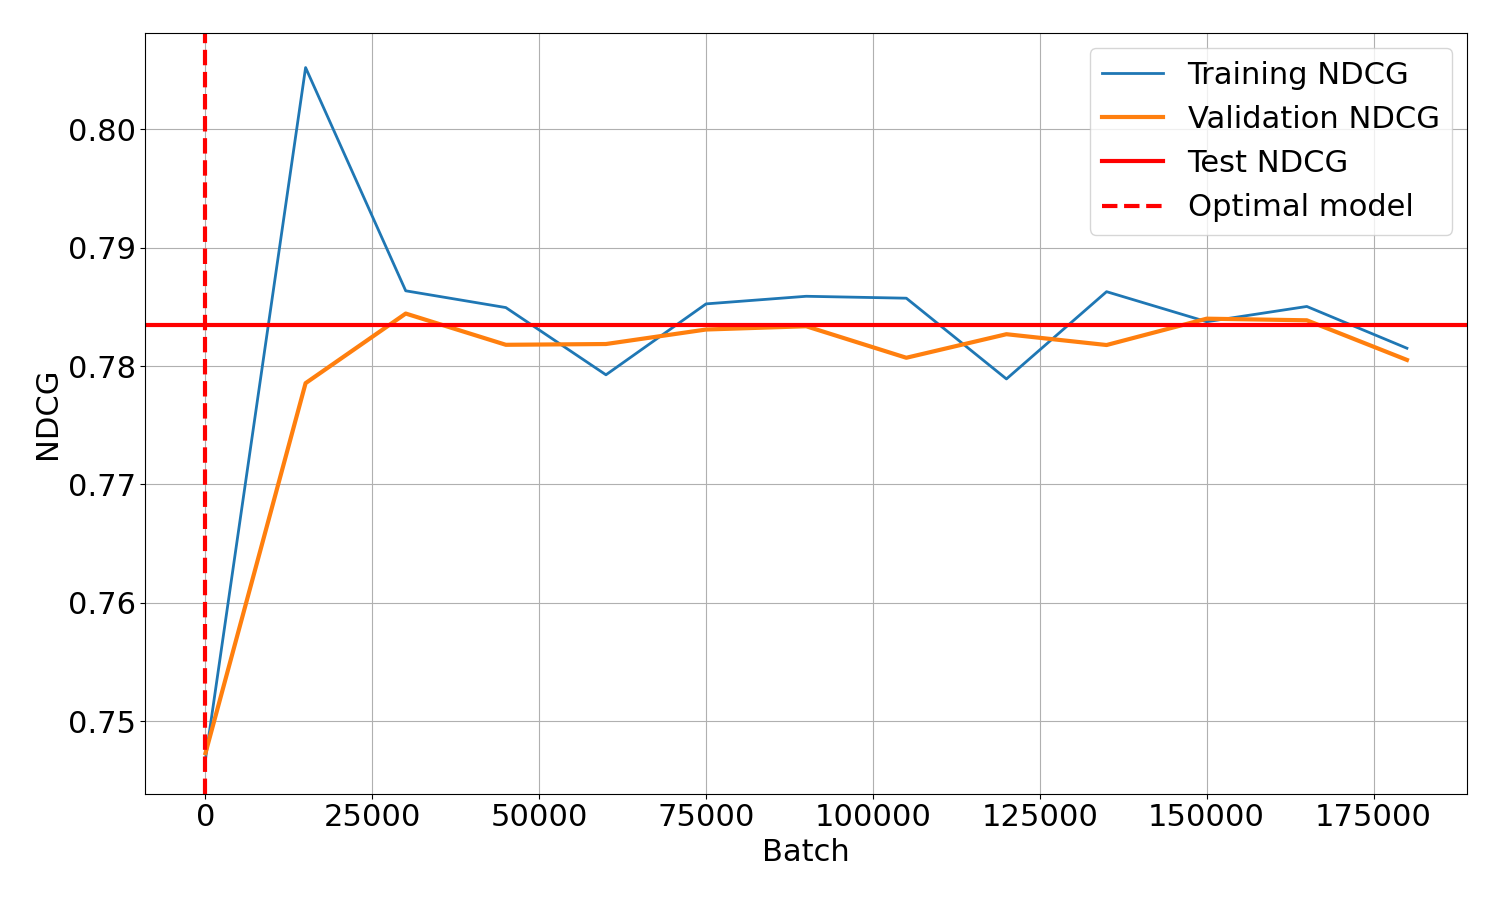 Training NDCG
Validation NDCG
Test NDCG
Optimal model
NDCG
0.80
0.79
0.78
0.77
0.76
0.75
0 25000 50000 75000 100000 125000 150000 175000
Batch